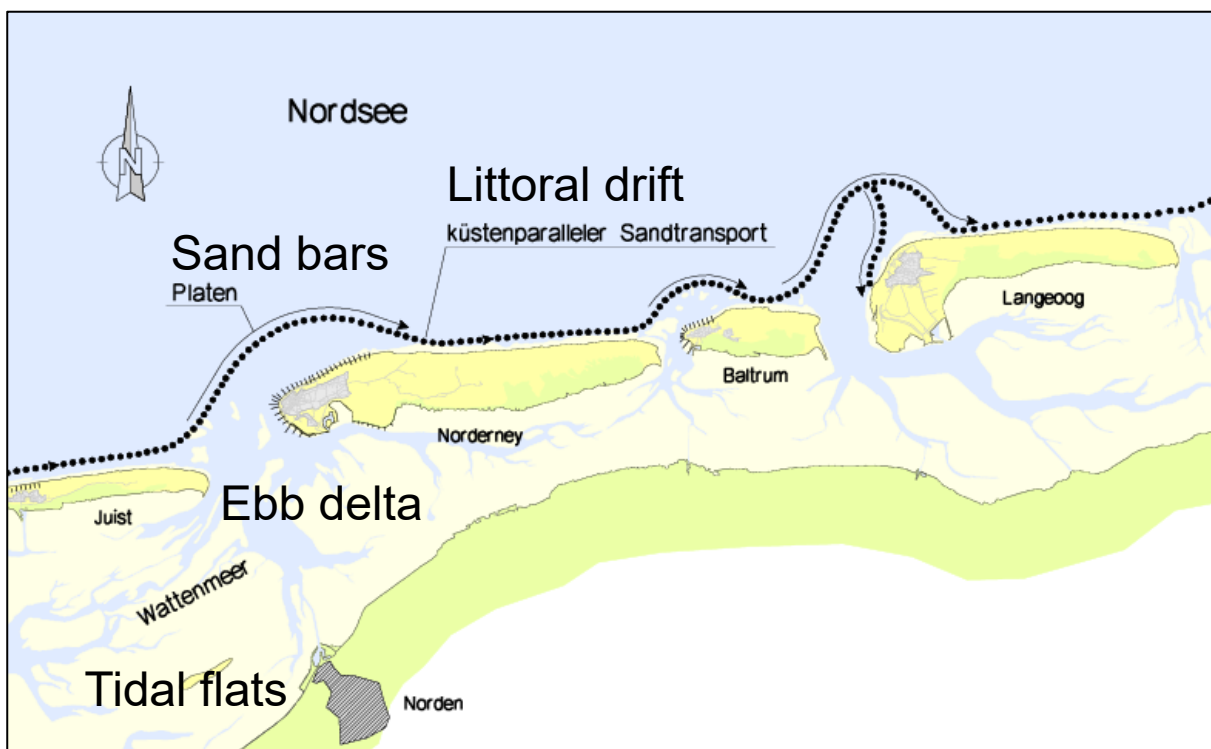 N
Nordsee
Littoral drift
küstenparalleler Sandtransport
Sand bars
Platen
Langeoog
Baltrum
Norderney
Ebb delta
Juist
Wattenmeer
Tidal flats
Norden